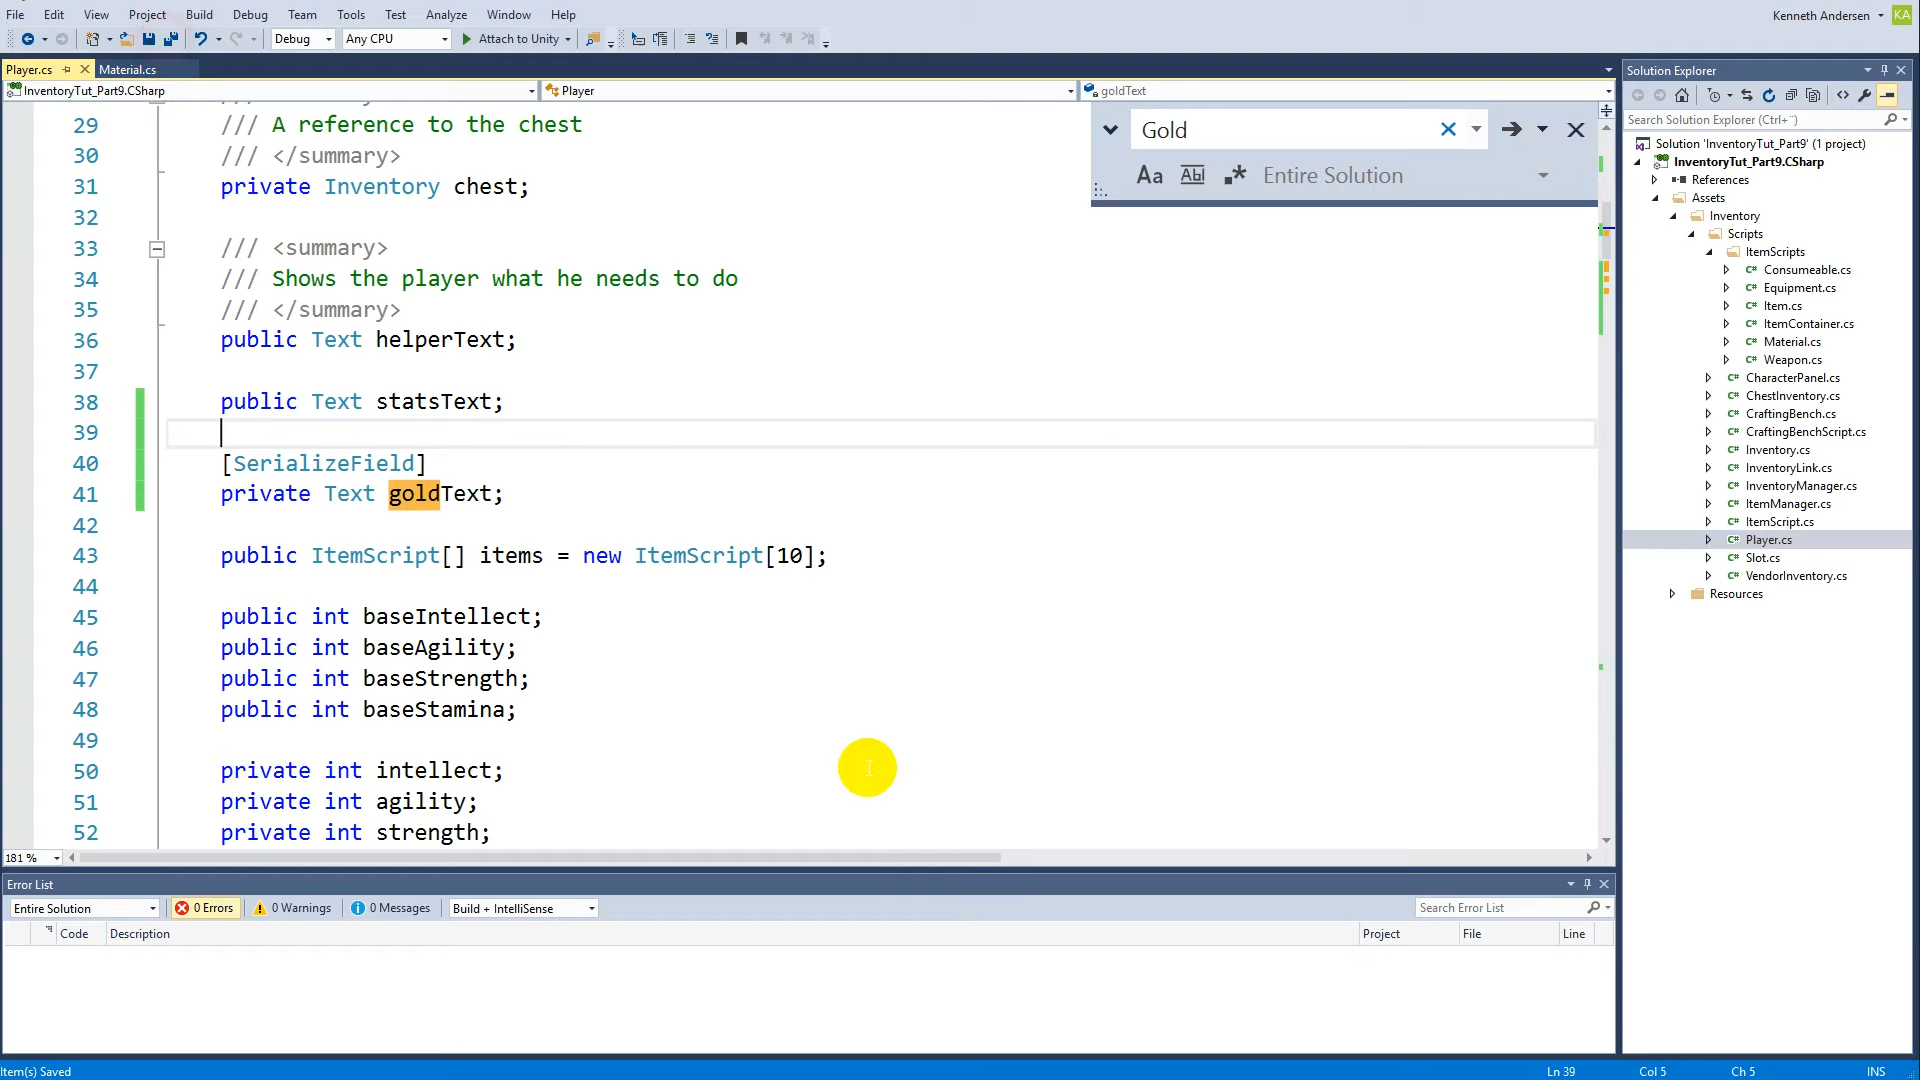 File Edit View Project Build Debug Team Tools Test Analyze Window Help
Kenneth Andersen KA
Debug Any CPU Attach to Unity
Player.cs Material.cs
InventoryTut_Part9.CSharp Player goldText
29 /// A reference to the chest
30 /// </summary>
31 private Inventory chest;
32
33 /// <summary>
34 /// Shows the player what he needs to do
35 /// </summary>
36 public Text helperText;
37
38 public Text statsText;
39
40 [SerializeField]
41 private Text goldText;
42
43 public ItemScript[] items = new ItemScript[10];
44
45 public int baseIntellect;
46 public int baseAgility;
47 public int baseStrength;
48 public int baseStamina;
49
50 private int intellect;
51 private int agility;
52 private int strength;
Gold
Aa Abl .* Entire Solution
181 %
Solution Explorer
Search Solution Explorer (Ctrl+¨)
Solution 'InventoryTut_Part9' (1 project)
InventoryTut_Part9.CSharp
References
Assets
Inventory
Scripts
ItemScripts
C# Consumeable.cs
C# Equipment.cs
C# Item.cs
C# ItemContainer.cs
C# Material.cs
C# Weapon.cs
C# CharacterPanel.cs
C# ChestInventory.cs
C# CraftingBench.cs
C# CraftingBenchScript.cs
C# Inventory.cs
C# InventoryLink.cs
C# InventoryManager.cs
C# ItemManager.cs
C# ItemScript.cs
C# Player.cs
C# Slot.cs
C# VendorInventory.cs
Resources
Error List
Entire Solution 0 Errors 0 Warnings 0 Messages Build + IntelliSense Search Error List
Code Description Project File Line
Item(s) Saved Ln 39 Col 5 Ch 5 INS